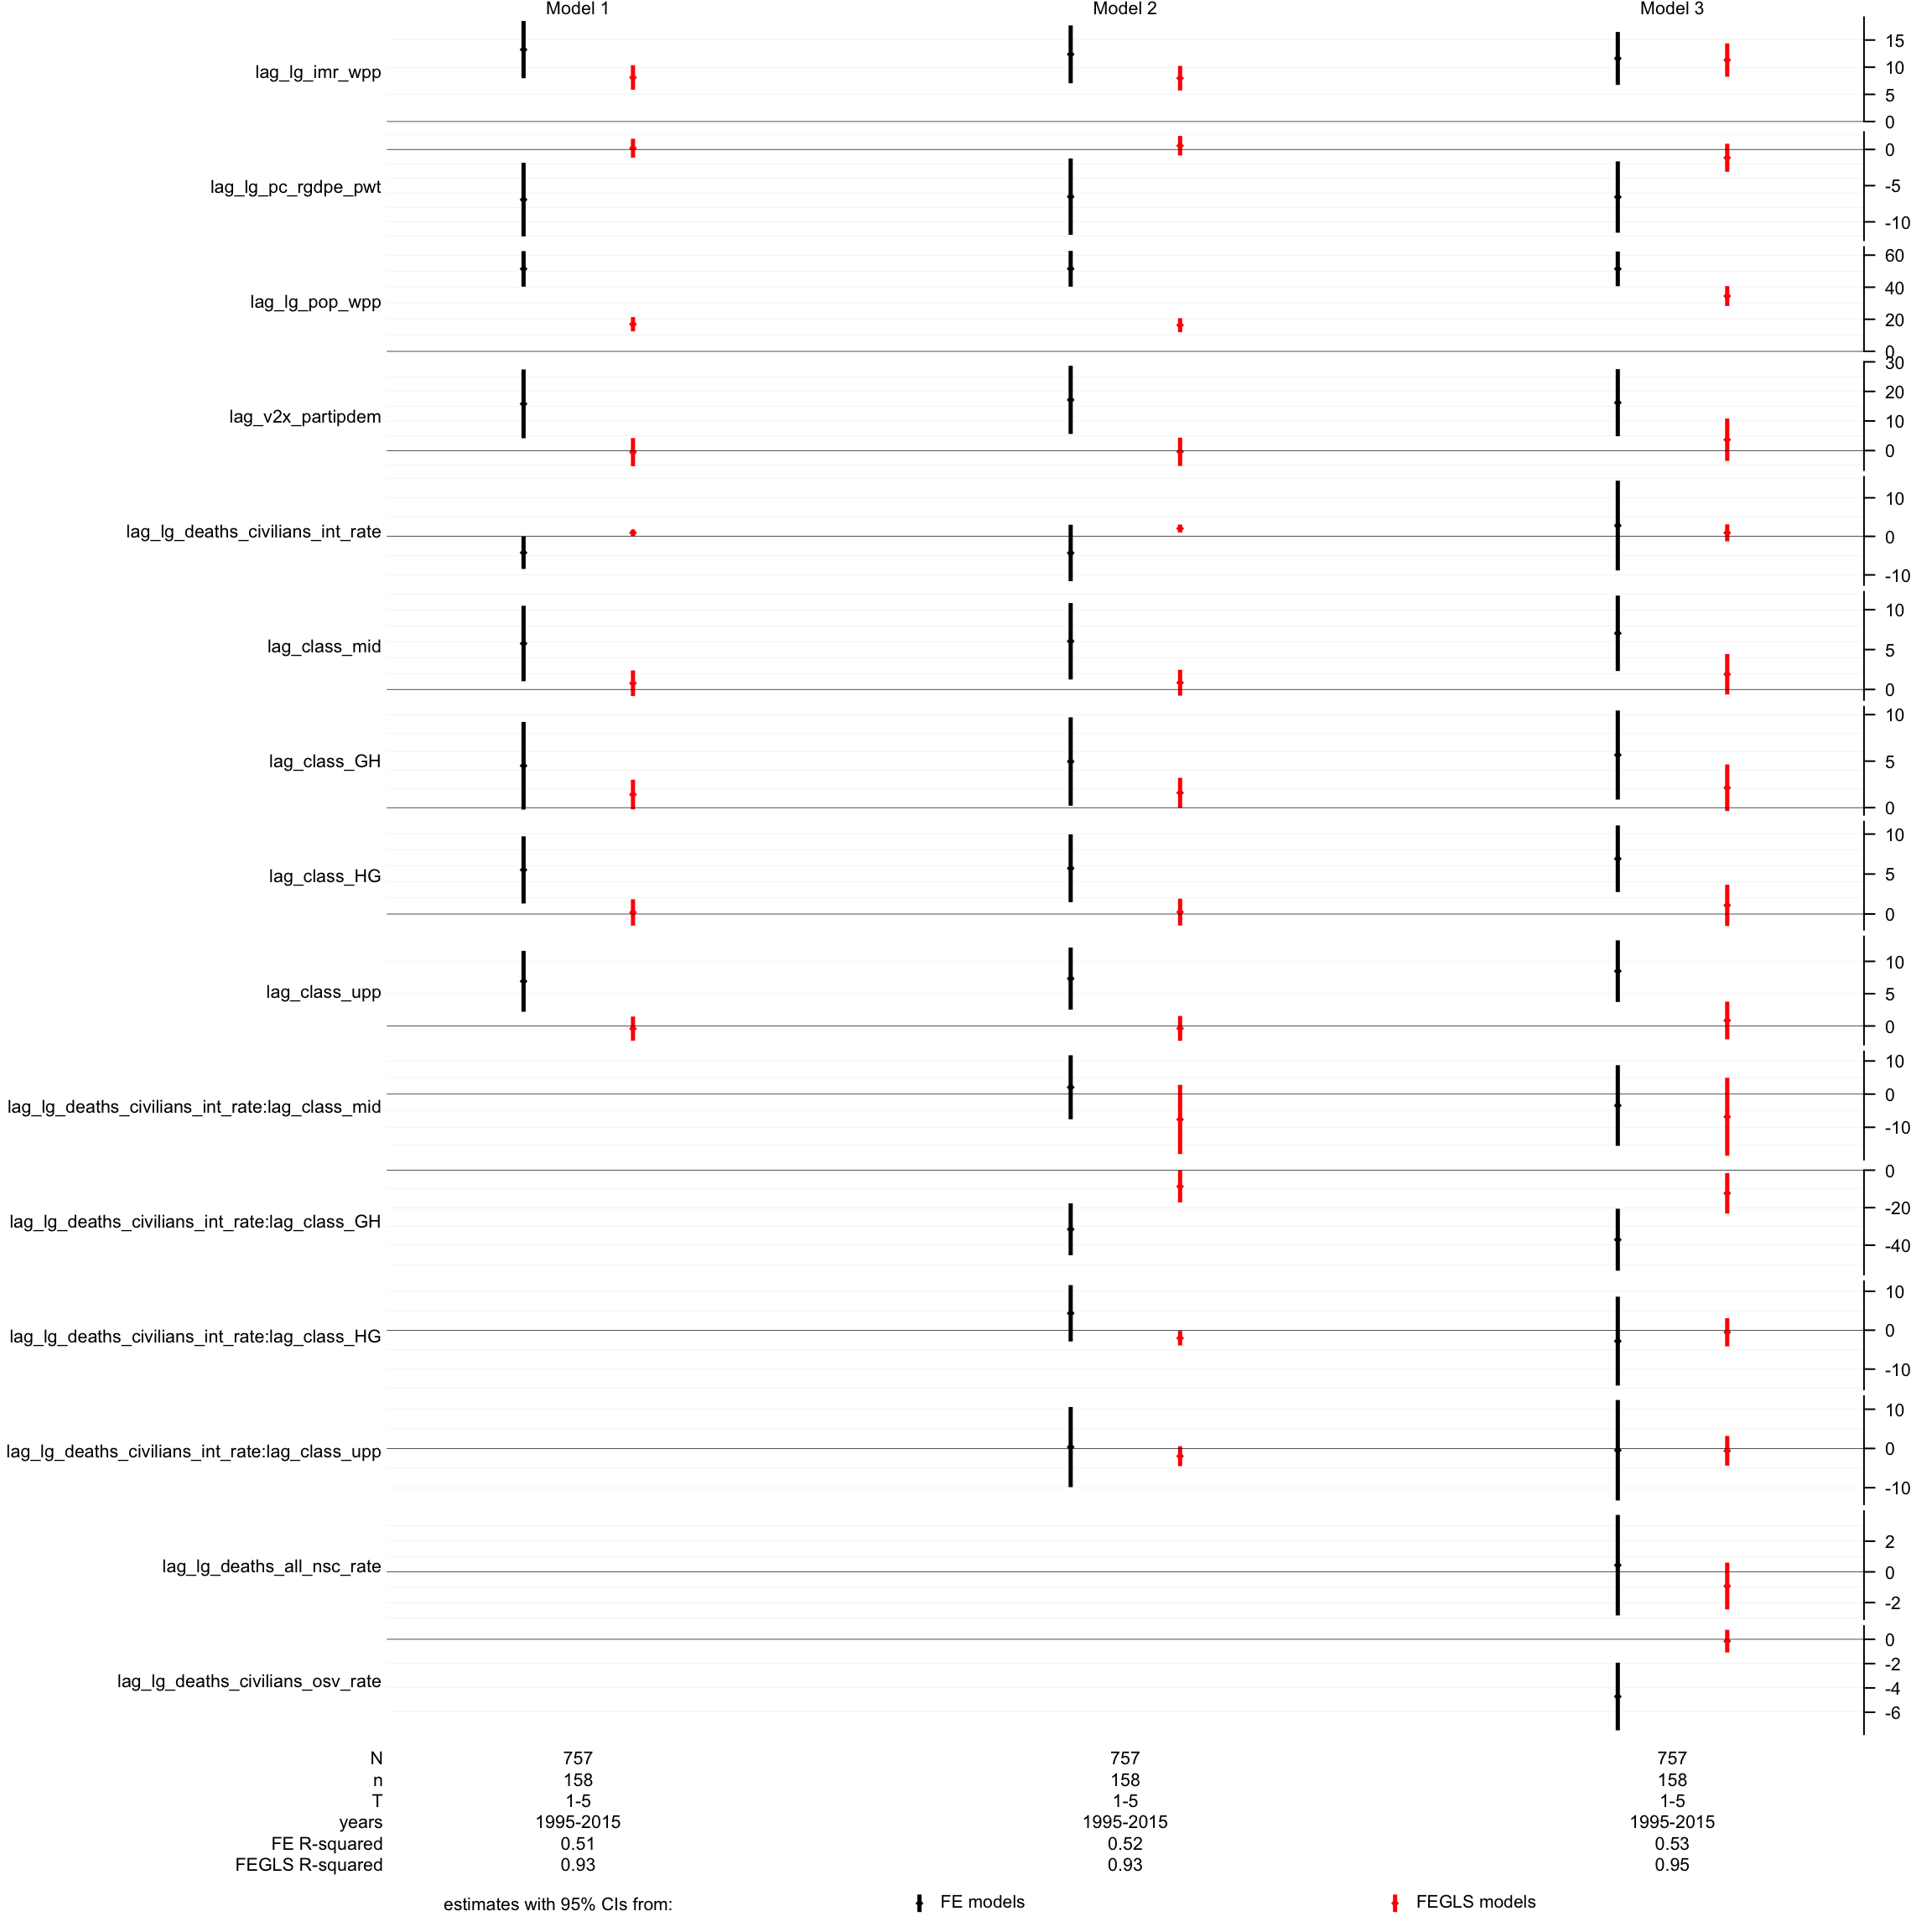 Model 1 Model 2 Model 3
lag_lg_imr_wpp
15
10
5
0
lag_lg_pc_rgdpe_pwt
0
-5
-10
lag_lg_pop_wpp
60
40
20
0
lag_v2x_partipdem
30
20
10
0
lag_lg_deaths_civilians_int_rate
10
0
-10
lag_class_mid
10
5
0
lag_class_GH
10
5
0
lag_class_HG
10
5
0
lag_class_upp
10
5
0
lag_lg_deaths_civilians_int_rate:lag_class_mid
10
0
-10
lag_lg_deaths_civilians_int_rate:lag_class_GH
0
-20
-40
lag_lg_deaths_civilians_int_rate:lag_class_HG
10
0
-10
lag_lg_deaths_civilians_int_rate:lag_class_upp
10
0
-10
lag_lg_deaths_all_nsc_rate
2
0
-2
lag_lg_deaths_civilians_osv_rate
0
-2
-4
-6
N 757 757 757
n 158 158 158
T 1-5 1-5 1-5
years 1995-2015 1995-2015 1995-2015
FE R-squared 0.51 0.52 0.53
FEGLS R-squared 0.93 0.93 0.95
estimates with 95% CIs from: FE models FEGLS models